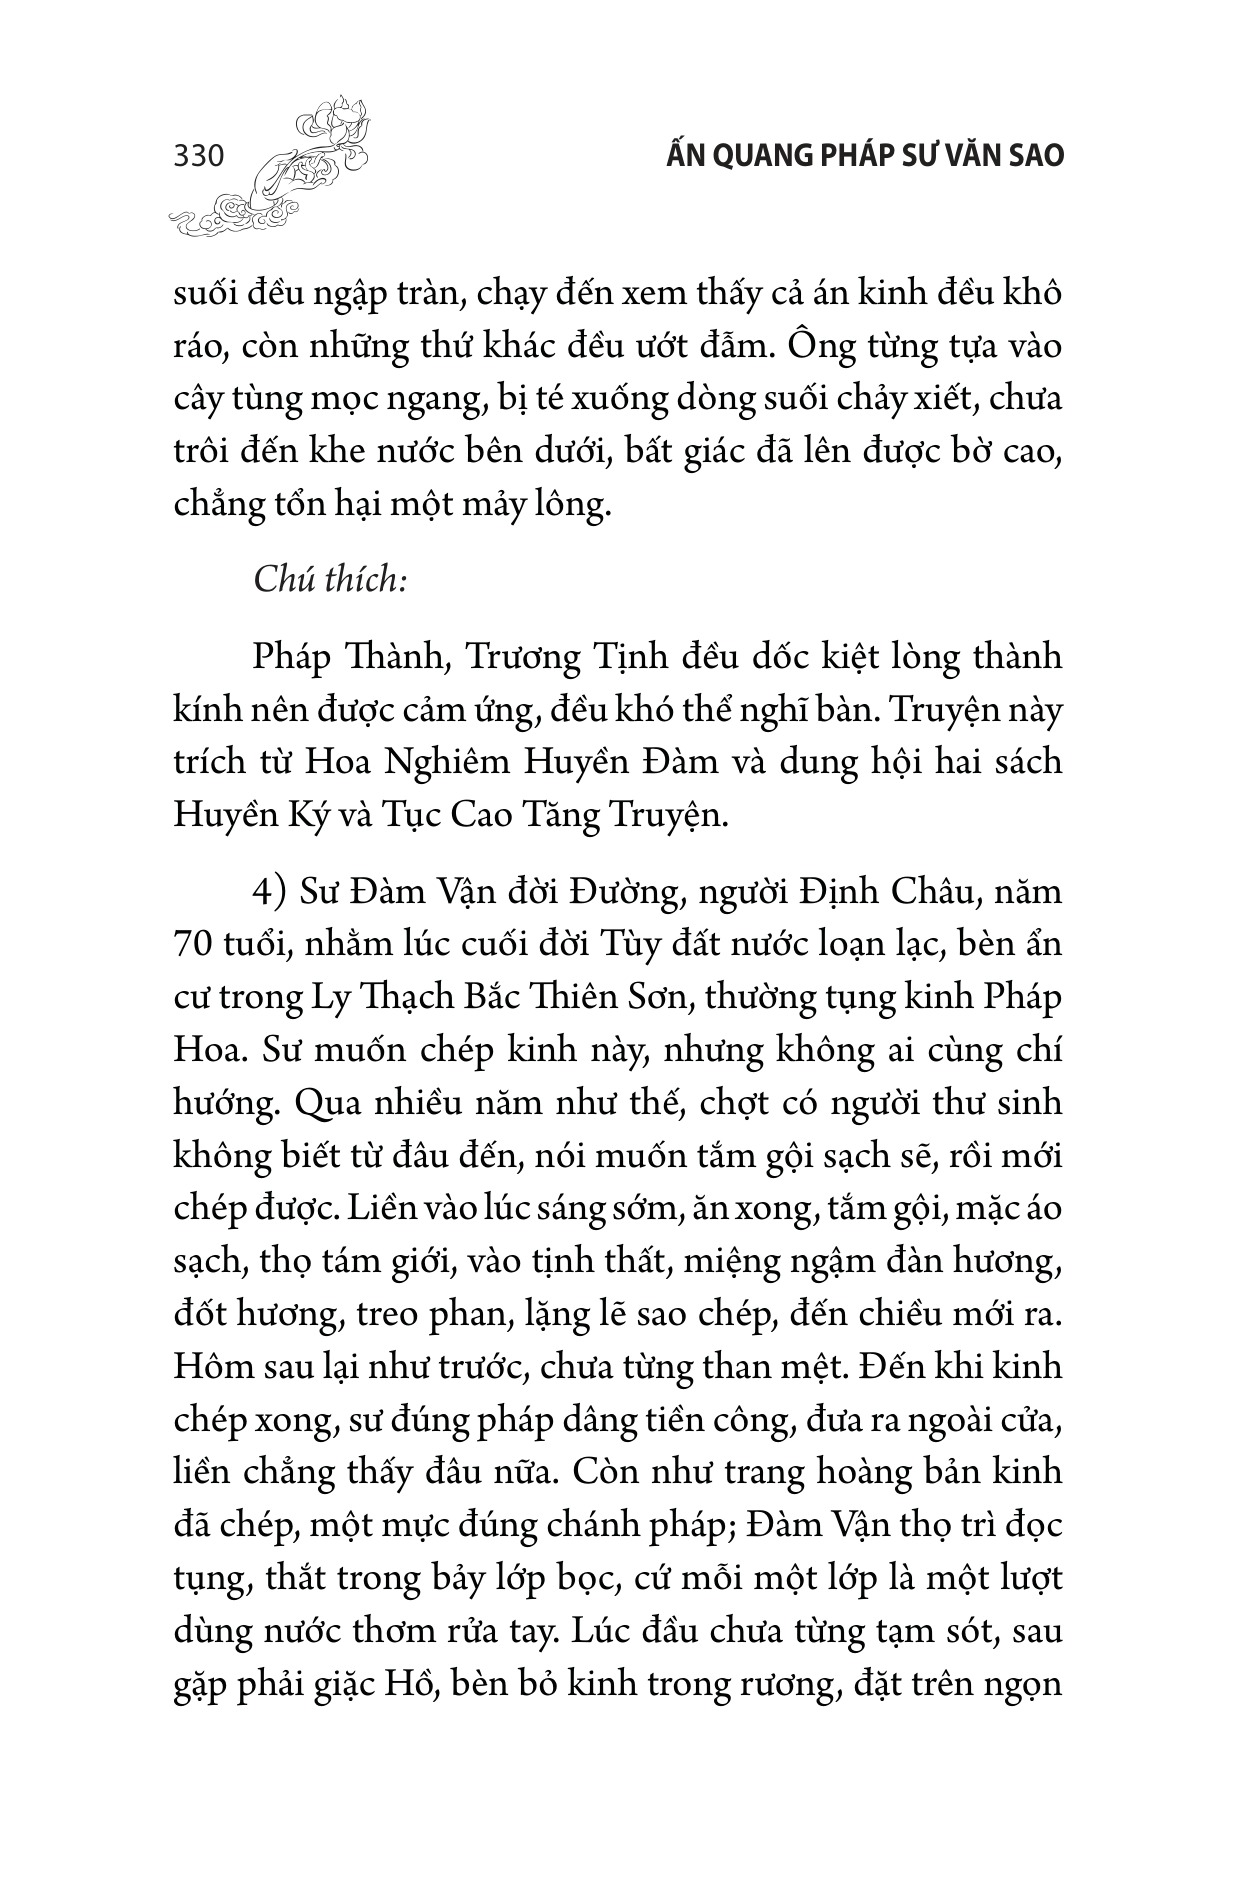 330
ẤN QUANG PHÁP SƯ VĂN SAO
suối đều ngập tràn, chạy đến xem thấy cả án kinh đều khô
ráo, còn những thứ khác đều ướt đẫm. Ông từng tựa vào
cây tùng mọc ngang, bị té xuống dòng suối chảy xiết, chưa
trôi đến khe nước bên dưới, bất giác đã lên được bờ cao,
chẳng tổn hại một mảy lông.
Chú thích:
Pháp Thành, Trương Tịnh đều dốc kiệt lòng thành
kính nên được cảm ứng, đều khó thể nghĩ bàn. Truyện này
trích từ Hoa Nghiêm Huyền Đàm và dung hội hai sách
Huyền Ký và Tục Cao Tăng Truyện.
4) Sư Đàm Vận đời Đường, người Định Châu, năm
70 tuổi, nhằm lúc cuối đời Tùy đất nước loạn lạc, bèn ẩn
cư trong Ly Thạch Bắc Thiên Sơn, thường tụng kinh Pháp
Hoa. Sư muốn chép kinh này, nhưng không ai cùng chí
hướng. Qua nhiều năm như thế, chợt có người thư sinh
không biết từ đâu đến, nói muốn tắm gội sạch sẽ, rồi mới
chép được. Liền vào lúc sáng sớm, ăn xong, tắm gội, mặc áo
sạch, thọ tám giới, vào tịnh thất, miệng ngậm đàn hương,
đốt hương, treo phan, lặng lẽ sao chép, đến chiều mới ra.
Hôm sau lại như trước, chưa từng than mệt. Đến khi kinh
chép xong, sư đúng pháp dâng tiền công, đưa ra ngoài cửa,
liền chẳng thấy đâu nữa. Còn như trang hoàng bản kinh
đã chép, một mực đúng chánh pháp; Đàm Vận thọ trì đọc
tụng, thắt trong bảy lớp bọc, cứ mỗi một lớp là một lượt
dùng nước thơm rửa tay. Lúc đầu chưa từng tạm sót, sau
gặp phải giặc Hồ, bèn bỏ kinh trong rương, đặt trên ngọn